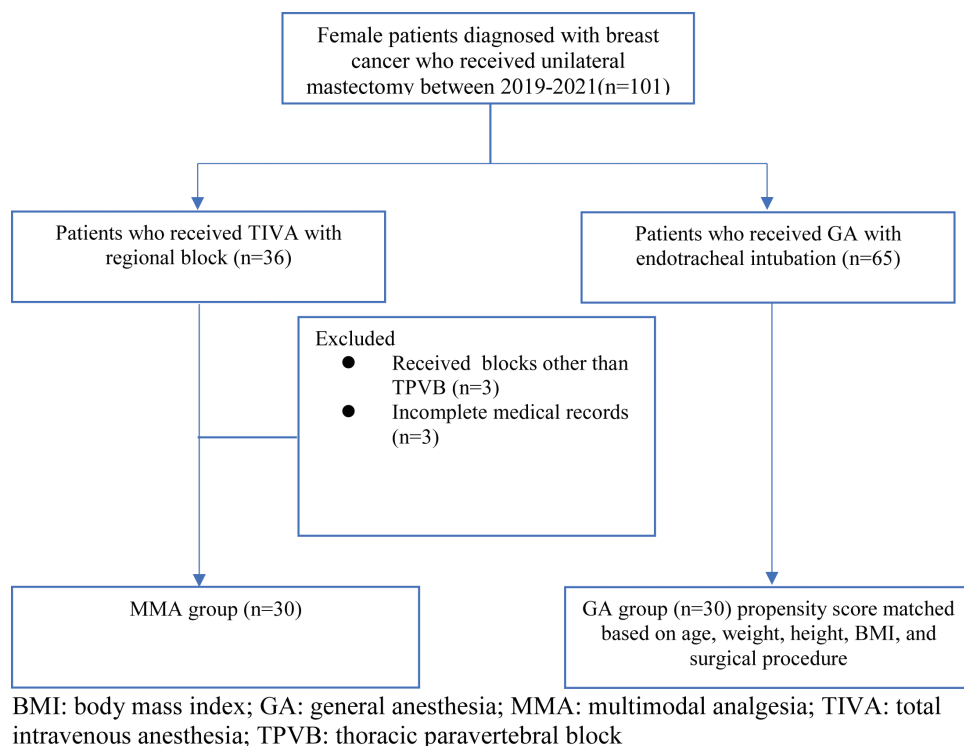 Female patients diagnosed with breast
cancer who received unilateral
mastectomy between 2019-2021(n=101)
Patients who received TIVA with
regional block (n=36)
Patients who received GA with
endotracheal intubation (n=65)
Excluded
● Received blocks other than
TPVB (n=3)
● Incomplete medical records
(n=3)
MMA group (n=30)
GA group (n=30) propensity score matched
based on age, weight, height, BMI, and
surgical procedure
BMI: body mass index; GA: general anesthesia; MMA: multimodal analgesia; TIVA: total
intravenous anesthesia; TPVB: thoracic paravertebral block